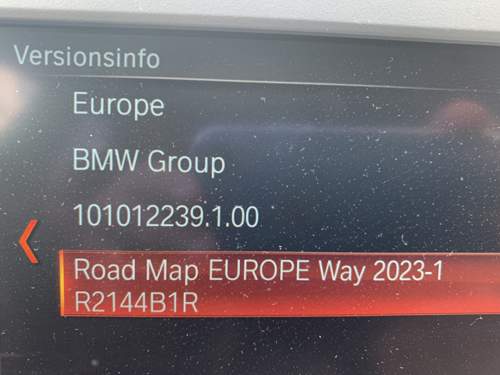 Versionsinfo
Europe
BMW Group
101012239.1.00
Road Map EUROPE Way 2023-1
R2144B1R